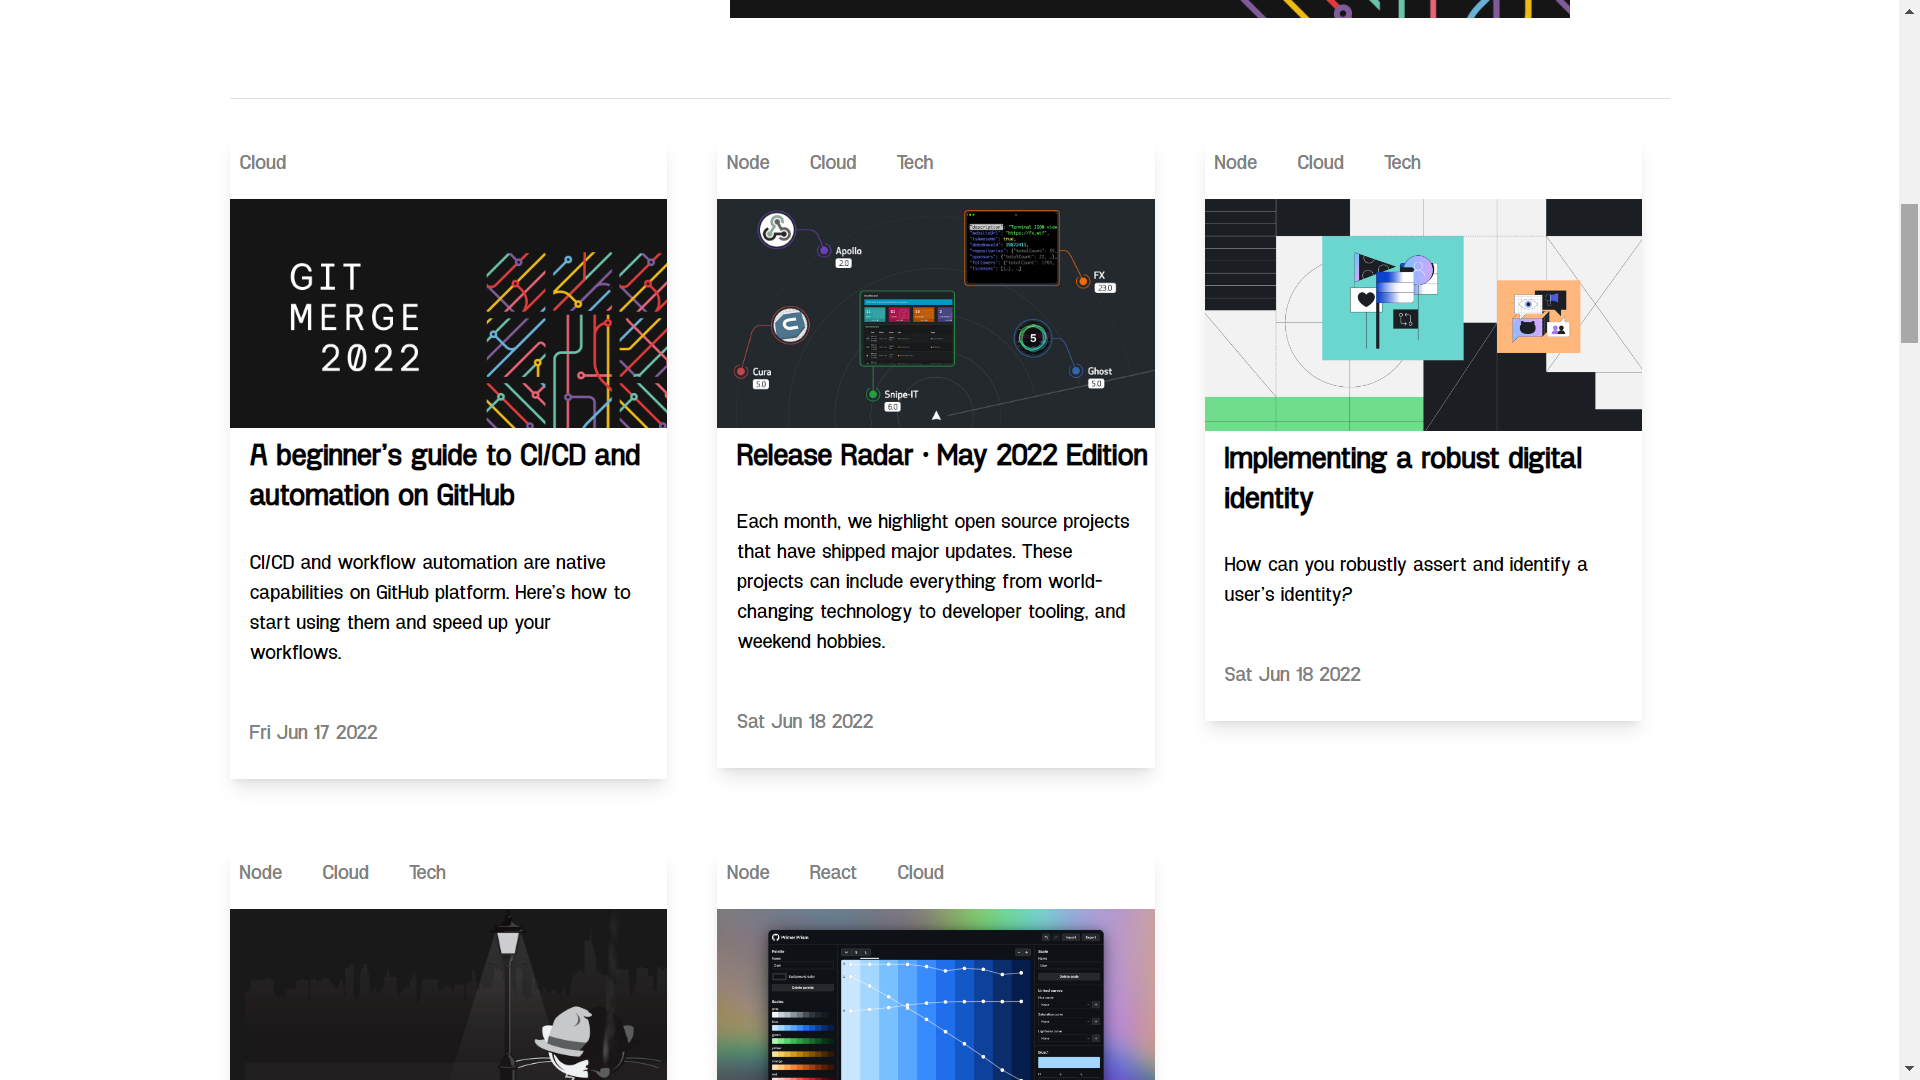 Cloud
GIT
MERGE
2022
A beginner's guide to CI/CD and
automation on GitHub
CI/CD and workflow automation are native
capabilities on GitHub platform. Here's how to
start using them and speed up your
workflows.
Fri Jun 17 2022
Node Cloud Tech
Apollo
2.0
FX
23.0
Cura
5.0
5
Ghost
5.0
Snipe-IT
6.0
Release Radar · May 2022 Edition
Each month, we highlight open source projects
that have shipped major updates. These
projects can include everything from world-
changing technology to developer tooling, and
weekend hobbies.
Sat Jun 18 2022
Node Cloud Tech
Implementing a robust digital
identity
How can you robustly assert and identify a
user's identity?
Sat Jun 18 2022
Node Cloud Tech
Node React Cloud
Primer Prism